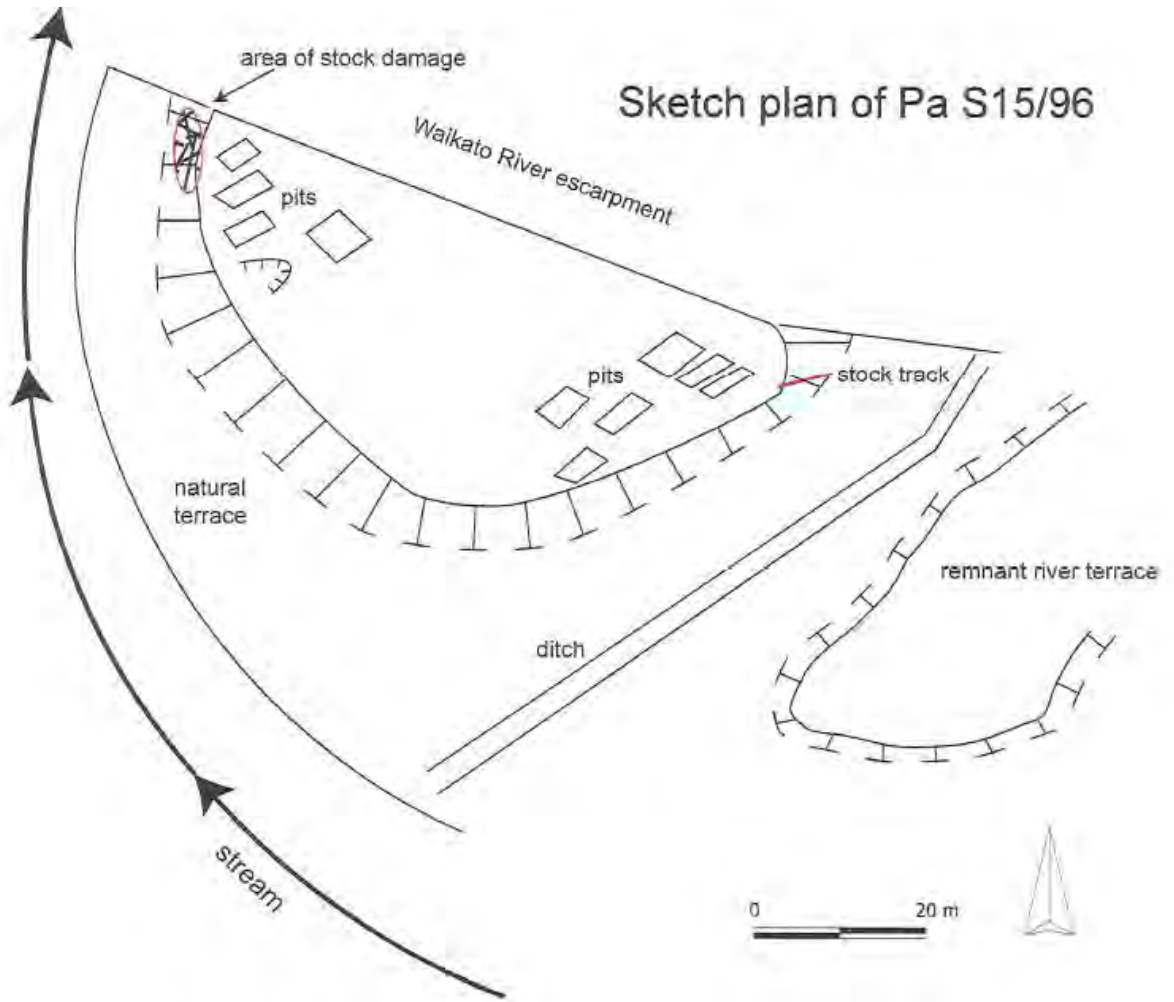 area of stock damage
Sketch plan of Pa S15/96
Waikato River escarpment
pits
pits
stock track
natural
terrace
remnant river terrace
ditch
stream
0 20 m